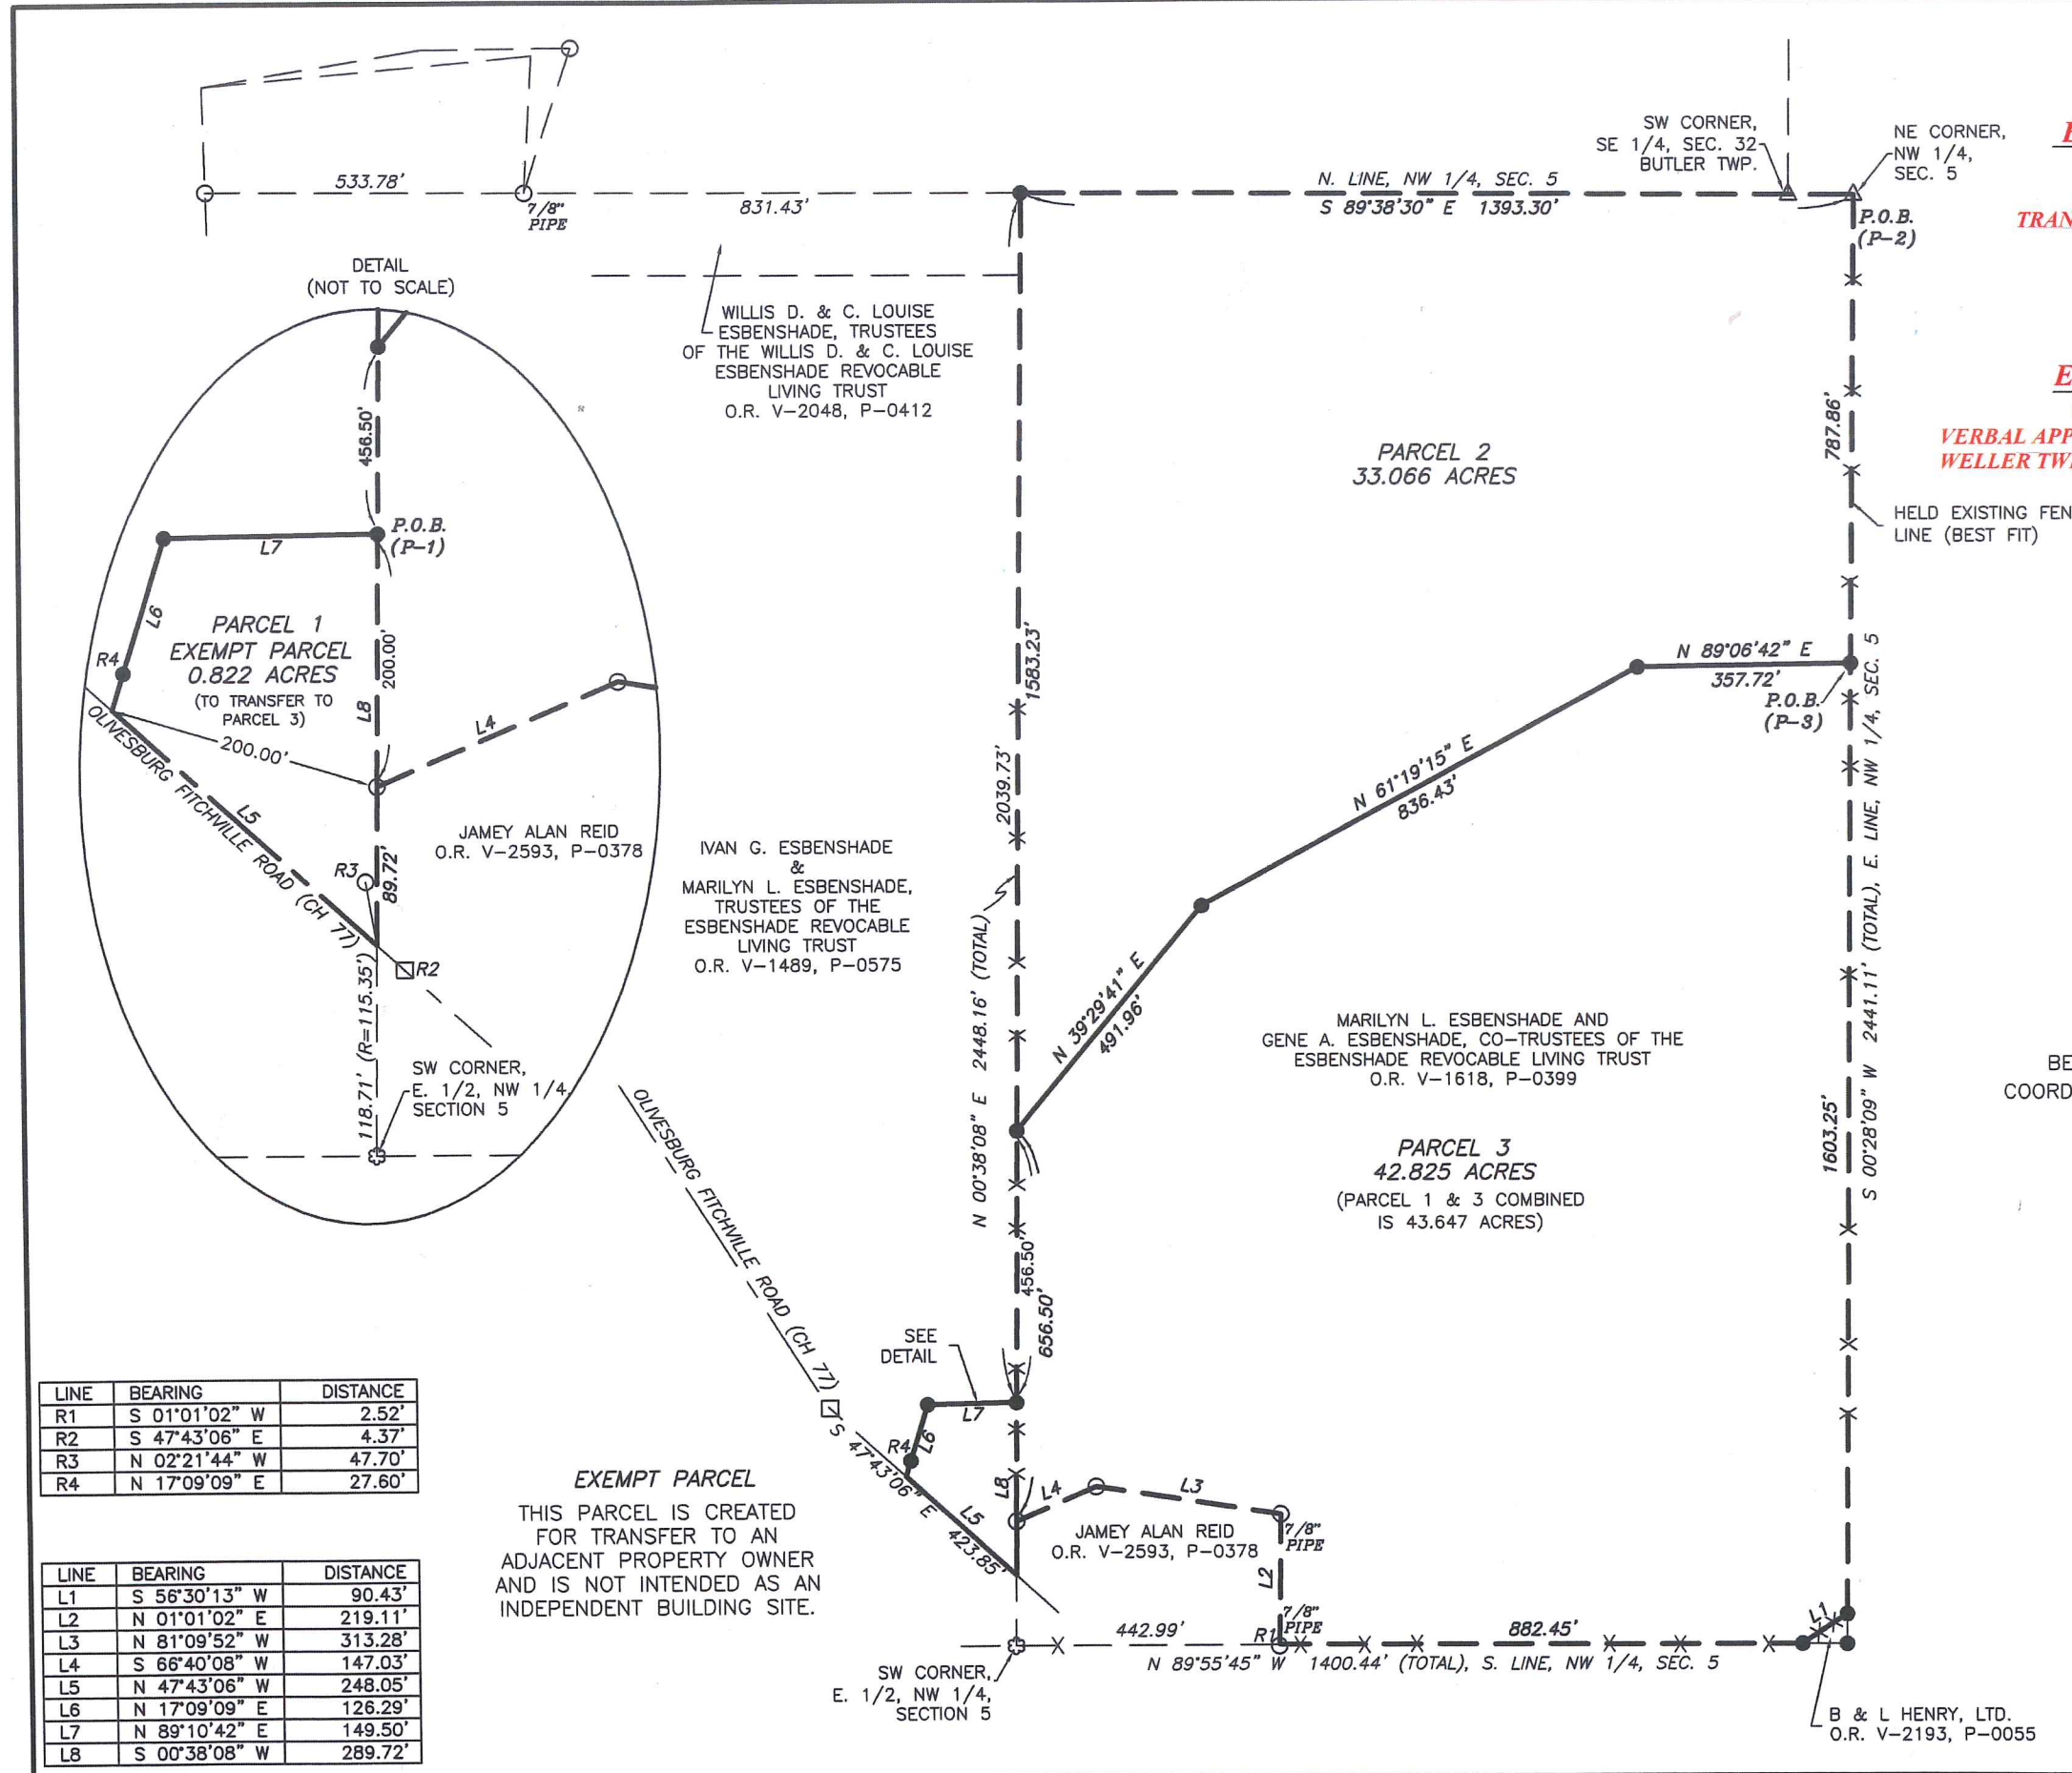 533.78'
7/8"
PIPE
831.43'
N. LINE, NW 1/4, SEC. 5
S 89°38'30" E 1393.30'
SW CORNER,
SE 1/4, SEC. 32
BUTLER TWP.
NE CORNER,
NW 1/4,
SEC. 5
P.O.B.
(P-2)
TRAN
DETAIL
(NOT TO SCALE)
WILLIS D. & C. LOUISE
ESBENSHADE, TRUSTEES
OF THE WILLIS D. & C. LOUISE
ESBENSHADE REVOCABLE
LIVING TRUST
O.R. V-2048, P-0412
456.50'
P.O.B.
(P-1)
L7
L6
R4
PARCEL 1
EXEMPT PARCEL
0.822 ACRES
(TO TRANSFER TO
PARCEL 3)
200.00'
L8
200.00'
L4
OLIVESBURG FITCHVILLE ROAD (CH 77)
L5
JAMEY ALAN REID
O.R. V-2593, P-0378
R3
89.72'
R2
118.71' (R=115.35')
SW CORNER,
E. 1/2, NW 1/4,
SECTION 5
PARCEL 2
33.066 ACRES
787.86'
VERBAL APP
WELLER TW
HELD EXISTING FEN
LINE (BEST FIT)
1583.23'
2039.73'
N 00°38'08" E 2448.16' (TOTAL)
N 89°06'42" E
357.72'
P.O.B.
(P-3)
N 61°19'15" E
836.43'
N 39°29'41" E
491.96'
S 00°28'09" W 2441.11' (TOTAL), E. LINE, NW 1/4, SEC. 5
1603.25'
IVAN G. ESBENSHADE
&
MARILYN L. ESBENSHADE,
TRUSTEES OF THE
ESBENSHADE REVOCABLE
LIVING TRUST
O.R. V-1489, P-0575
MARILYN L. ESBENSHADE AND
GENE A. ESBENSHADE, CO-TRUSTEES OF THE
ESBENSHADE REVOCABLE LIVING TRUST
O.R. V-1618, P-0399
BE
COORD
PARCEL 3
42.825 ACRES
(PARCEL 1 & 3 COMBINED
IS 43.647 ACRES)
456.50'
656.50'
OLIVESBURG FITCHVILLE ROAD (CH 77)
SEE
DETAIL
L7
R4
L6
S 47°43'06" E 423.85'
L5
L8
L4
L3
JAMEY ALAN REID
O.R. V-2593, P-0378
7/8"
PIPE
L2
7/8"
PIPE
R1
442.99'
882.45'
L1
N 89°55'45" W 1400.44' (TOTAL), S. LINE, NW 1/4, SEC. 5
SW CORNER,
E. 1/2, NW 1/4,
SECTION 5
B & L HENRY, LTD.
O.R. V-2193, P-0055
EXEMPT PARCEL
THIS PARCEL IS CREATED
FOR TRANSFER TO AN
ADJACENT PROPERTY OWNER
AND IS NOT INTENDED AS AN
INDEPENDENT BUILDING SITE.
LINE BEARING DISTANCE
R1 S 01°01'02" W 2.52'
R2 S 47°43'06" E 4.37'
R3 N 02°21'44" W 47.70'
R4 N 17°09'09" E 27.60'
LINE BEARING DISTANCE
L1 S 56°30'13" W 90.43'
L2 N 01°01'02" E 219.11'
L3 N 81°09'52" W 313.28'
L4 S 66°40'08" W 147.03'
L5 N 47°43'06" W 248.05'
L6 N 17°09'09" E 126.29'
L7 N 89°10'42" E 149.50'
L8 S 00°38'08" W 289.72'